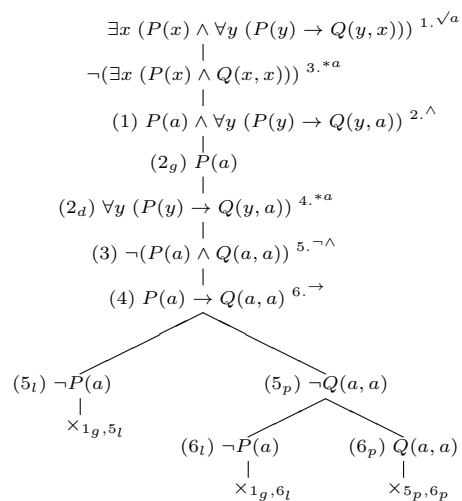 ∃x (P(x) ∧ ∀y (P(y) → Q(y, x))) 1.√a
¬(∃x (P(x) ∧ Q(x, x))) 3.*a
(1) P(a) ∧ ∀y (P(y) → Q(y, a)) 2.∧
(2g) P(a)
(2d) ∀y (P(y) → Q(y, a)) 4.*a
(3) ¬(P(a) ∧ Q(a, a)) 5.¬∧
(4) P(a) → Q(a, a) 6.→
(5l) ¬P(a) (5p) ¬Q(a, a)
×1g,5l
(6l) ¬P(a) (6p) Q(a, a)
×1g,6l ×5p,6p